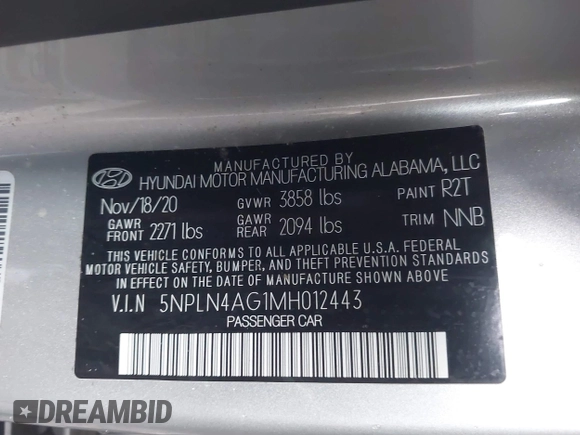 MANUFACTURED BY
HYUNDAI MOTOR MANUFACTURING ALABAMA, LLC
Nov/18/20 GVWR 3858 lbs PAINT R2T
GAWR FRONT 2271 lbs GAWR REAR 2094 lbs TRIM NNB
THIS VEHICLE CONFORMS TO ALL APPLICABLE U.S.A. FEDERAL
MOTOR VEHICLE SAFETY, BUMPER, AND THEFT PREVENTION STANDARDS
IN EFFECT ON THE DATE OF MANUFACTURE SHOWN ABOVE.
V.I.N 5NPLN4AG1MH012443
PASSENGER CAR
DREAMBID